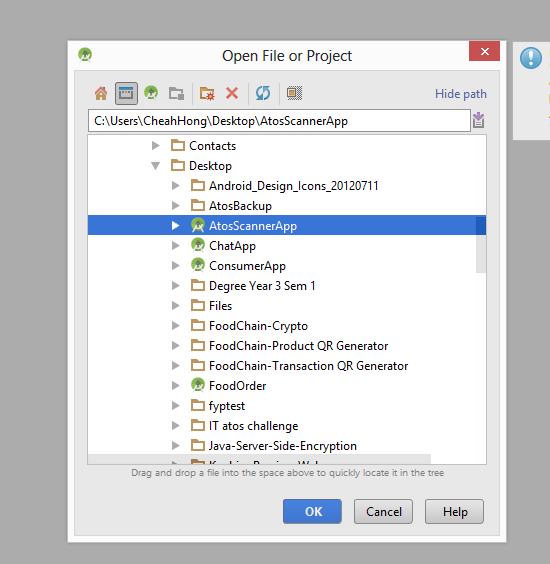 Open File or Project
Hide path
C:\Users\CheahHong\Desktop\AtosScannerApp
Contacts
Desktop
Android_Design_Icons_20120711
AtosBackup
AtosScannerApp
ChatApp
ConsumerApp
Degree Year 3 Sem 1
Files
FoodChain-Crypto
FoodChain-Product QR Generator
FoodChain-Transaction QR Generator
FoodOrder
fyptest
IT atos challenge
Java-Server-Side-Encryption
Drag and drop a file into the space above to quickly locate it in the tree
OK
Cancel
Help